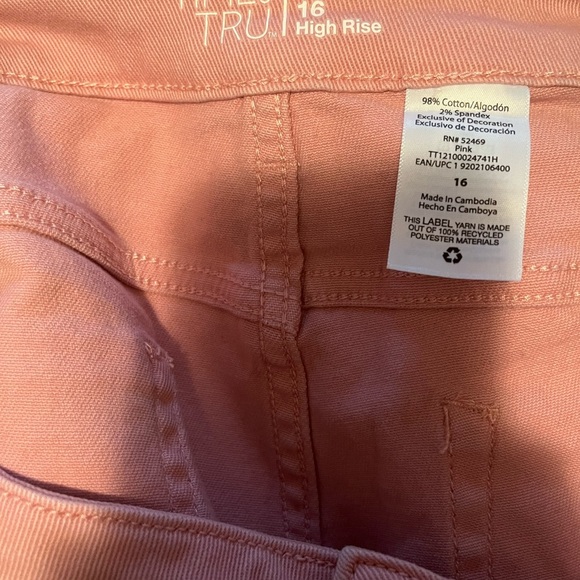 TRU™
16
High Rise
98% Cotton/Algodón
2% Spandex
Exclusive of Decoration
Exclusivo de Decoración
RN# 52469
Pink
TT12100024741H
EAN/UPC 1 9202106400
16
Made In Cambodia
Hecho En Camboya
THIS LABEL YARN IS MADE
OUT OF 100% RECYCLED
POLYESTER MATERIALS